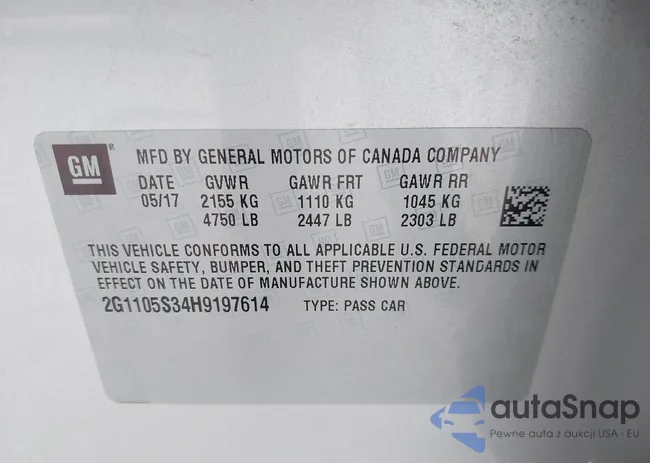 GM
MFD BY GENERAL MOTORS OF CANADA COMPANY
DATE GVWR GAWR FRT GAWR RR
05/17 2155 KG 1110 KG 1045 KG
4750 LB 2447 LB 2303 LB
THIS VEHICLE CONFORMS TO ALL APPLICABLE U.S. FEDERAL MOTOR
VEHICLE SAFETY, BUMPER, AND THEFT PREVENTION STANDARDS IN
EFFECT ON THE DATE OF MANUFACTURE SHOWN ABOVE.
2G1105S34H9197614 TYPE: PASS CAR
autaSnap
Pewne auta z aukcji USA i EU